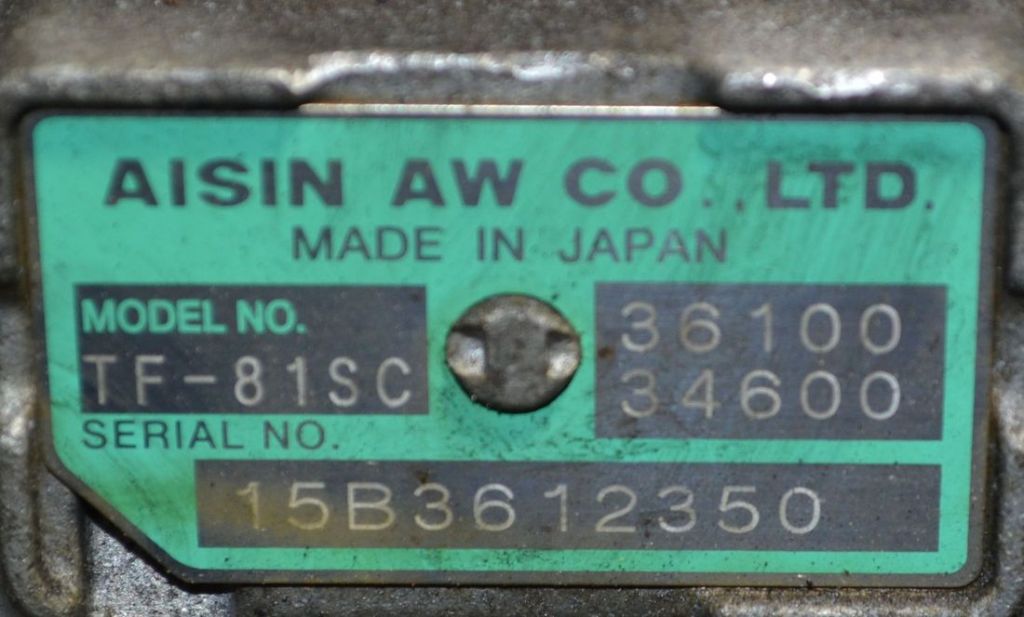 AISIN AW CO., LTD.
MADE IN JAPAN
MODEL NO.
TF-81SC
36100
34600
SERIAL NO.
15B3612350